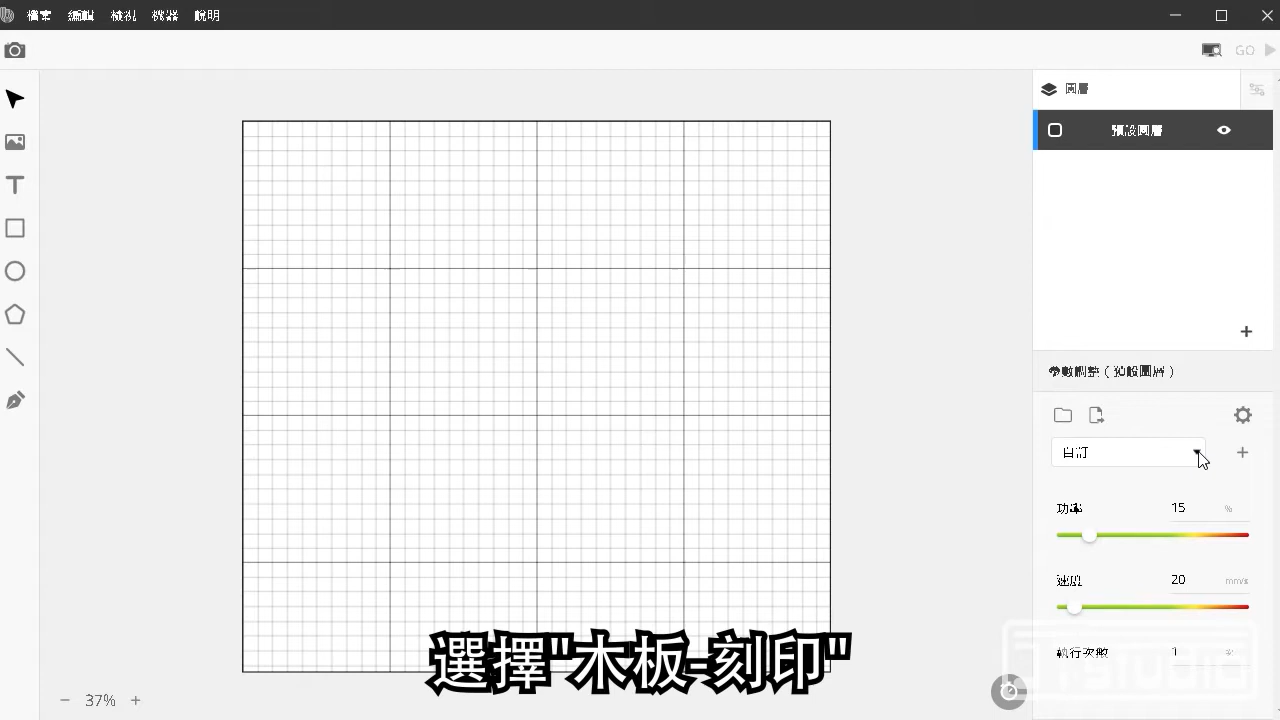 檔案 編輯 檢視 機器 說明
GO
圖層
預設圖層
參數調整 ( 預設圖層 )
自訂
功率 15 %
速度 20 mm/s
執行次數 1 次
選擇"木板-刻印"
37%